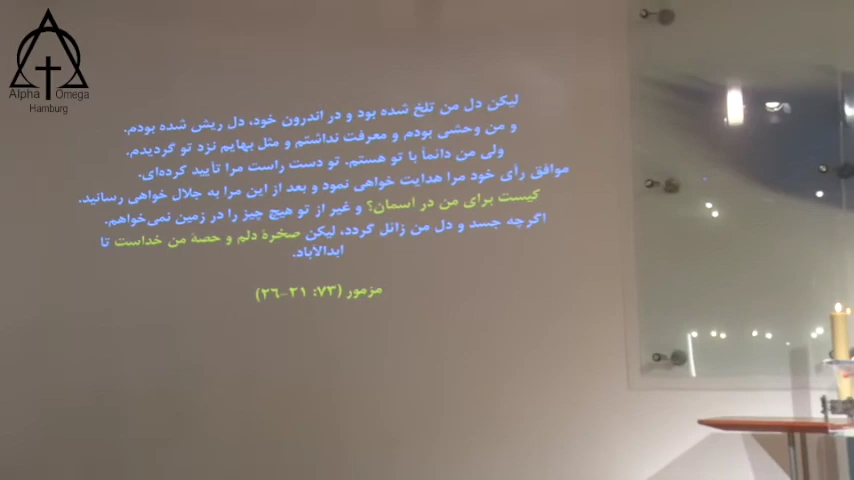 Alpha Omega
Hamburg
لیکن دل من تلخ شده بود و در اندرون خود، دل ریش شده بودم.
و من وحشی بودم و معرفت نداشتم و مثل بهایم نزد تو گردیدم.
ولی من دائماً با تو هستم. تو دست راست مرا تأیید کرده‌ای.
موافق رأی خود مرا هدایت خواهی نمود و بعد از این مرا به جلال خواهی رسانید.
کیست برای من در آسمان؟ و غیر از تو هیچ چیز را در زمین نمی‌خواهم.
اگرچه جسد و دل من زائل گردد، لیکن صخرهٔ دلم و حصهٔ من خداست تا
ابدالاباد.
مزمور (۷۳: ۲۱-۲۶)